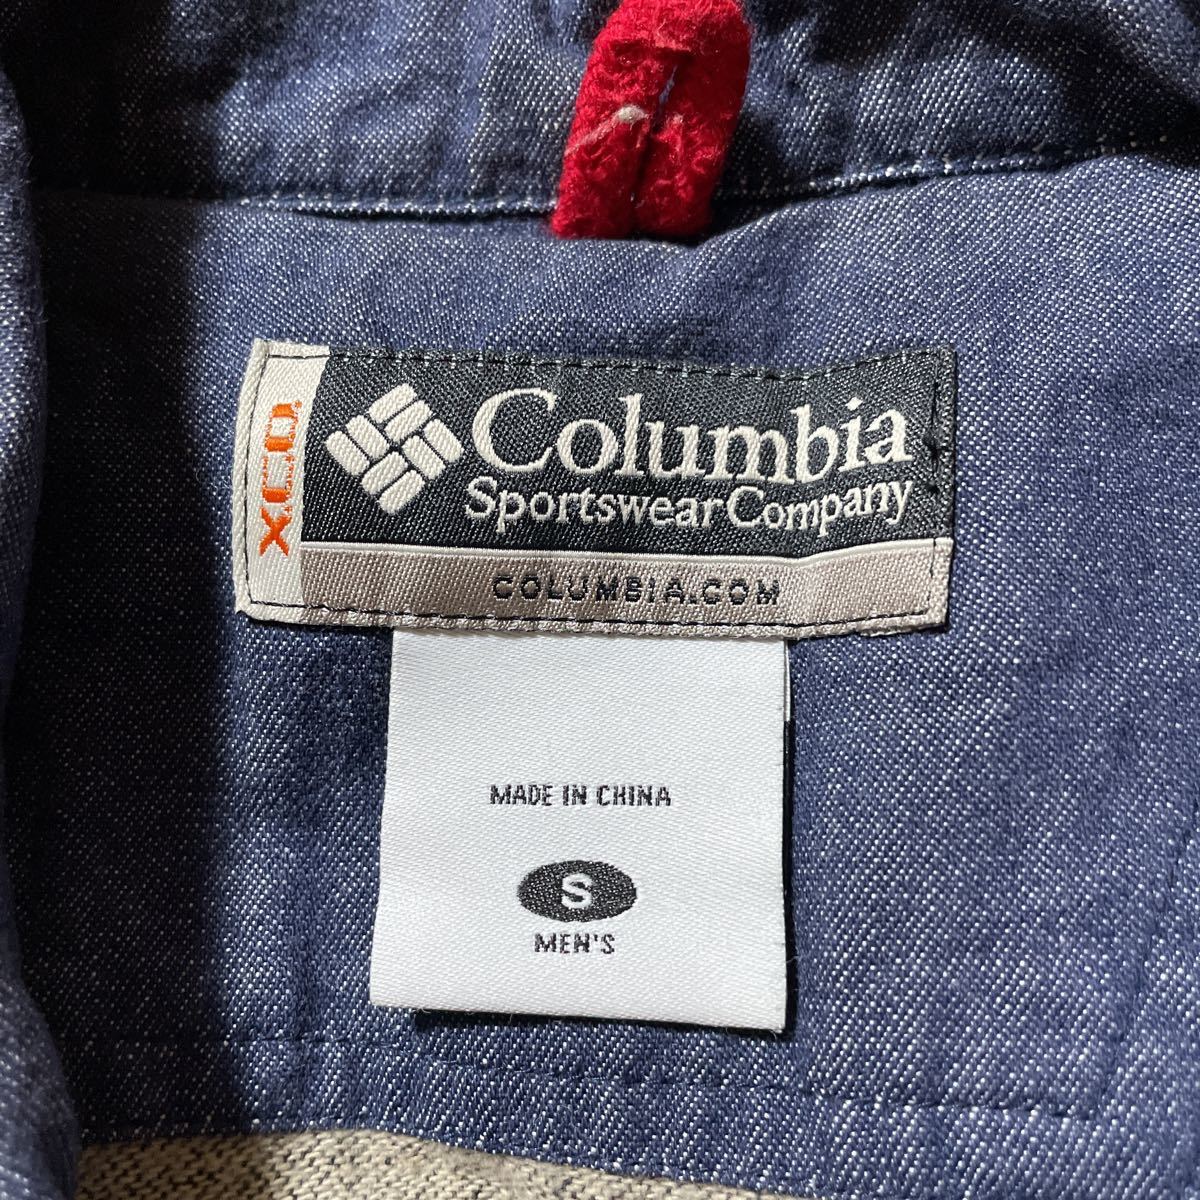 XCO
Columbia
Sportswear Company
COLUMBIA.COM
MADE IN CHINA
S
MEN'S